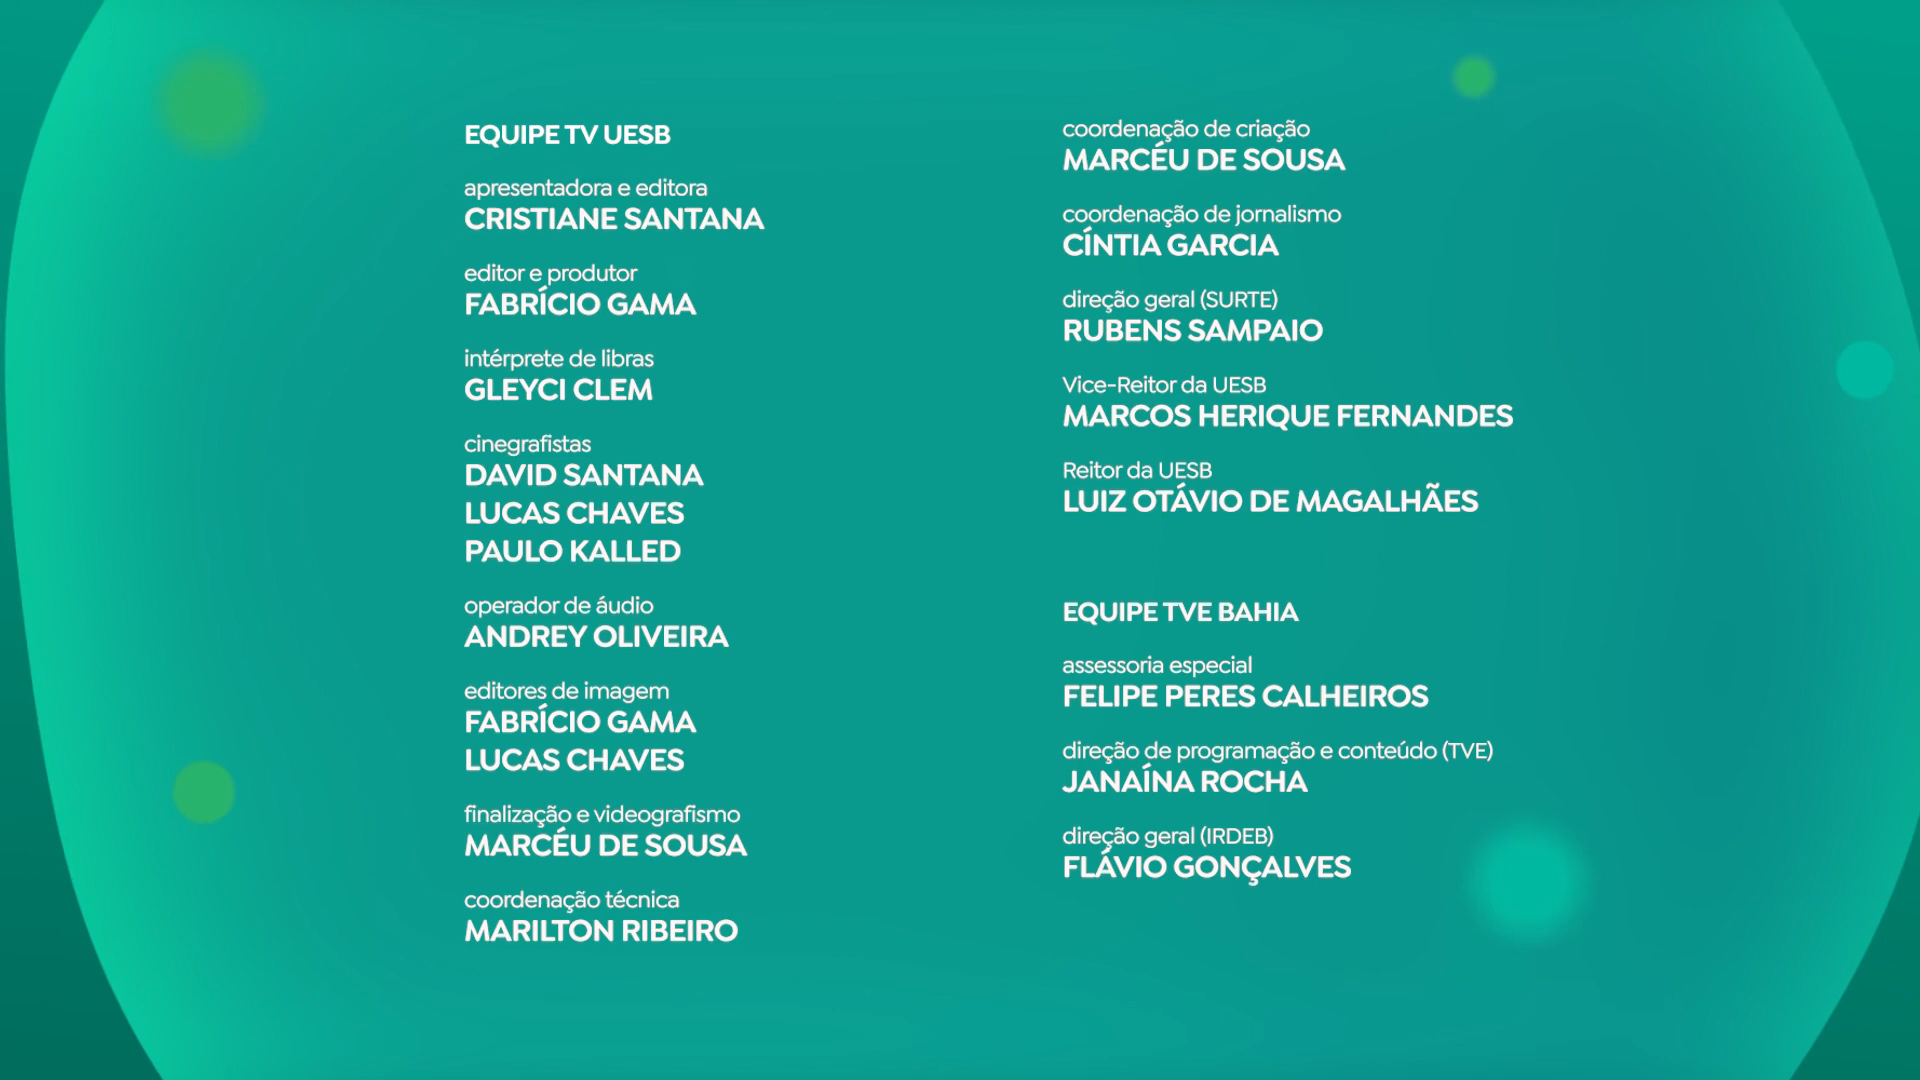 EQUIPE TV UESB
apresentadora e editora
CRISTIANE SANTANA
editor e produtor
FABRÍCIO GAMA
intérprete de libras
GLEYCI CLEM
cinegrafistas
DAVID SANTANA
LUCAS CHAVES
PAULO KALLED
operador de áudio
ANDREY OLIVEIRA
editores de imagem
FABRÍCIO GAMA
LUCAS CHAVES
finalização e videografismo
MARCÉU DE SOUSA
coordenação técnica
MARILTON RIBEIRO
coordenação de criação
MARCÉU DE SOUSA
coordenação de jornalismo
CÍNTIA GARCIA
direção geral (SURTE)
RUBENS SAMPAIO
Vice-Reitor da UESB
MARCOS HERIQUE FERNANDES
Reitor da UESB
LUIZ OTÁVIO DE MAGALHÃES
EQUIPE TVE BAHIA
assessoria especial
FELIPE PERES CALHEIROS
direção de programação e conteúdo (TVE)
JANAÍNA ROCHA
direção geral (IRDEB)
FLÁVIO GONÇALVES